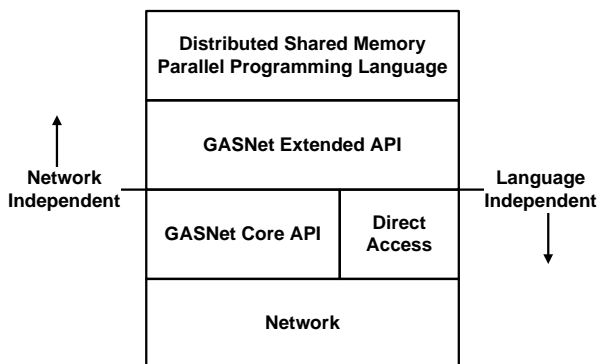 Distributed Shared Memory
Parallel Programming Language
GASNet Extended API
Network
Independent
Language
Independent
GASNet Core API
Direct
Access
Network